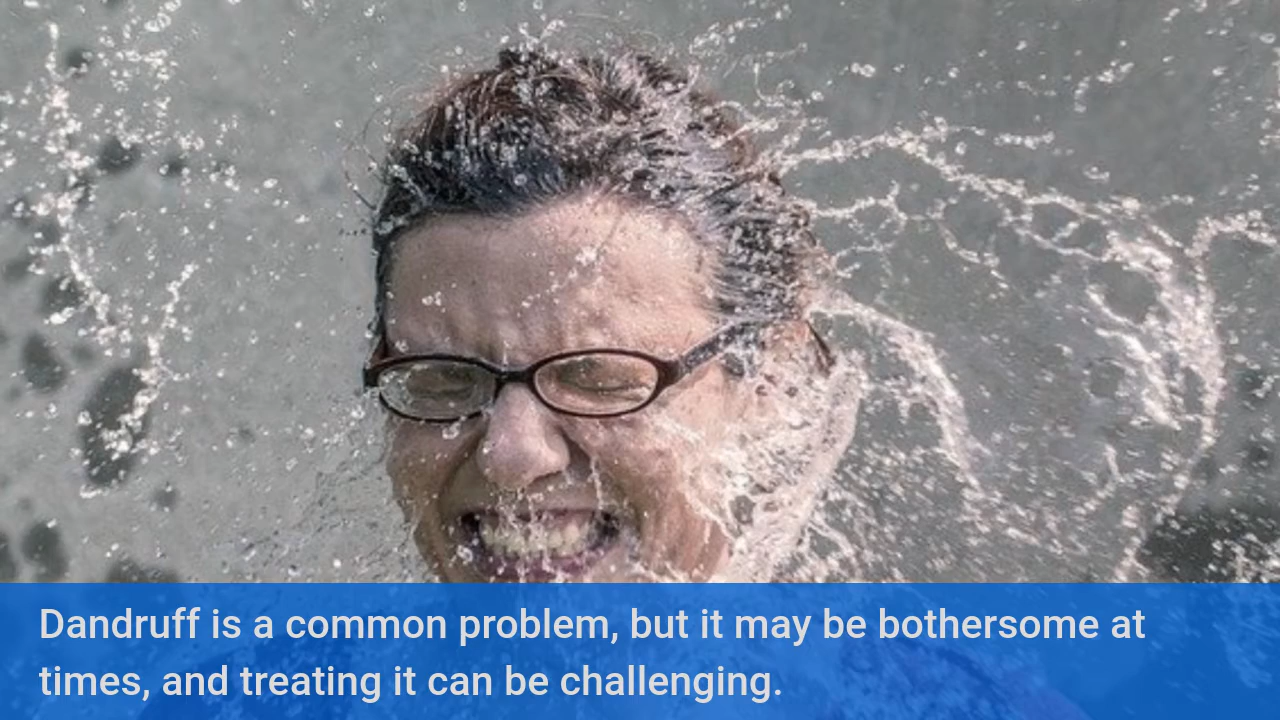 Dandruff is a common problem, but it may be bothersome at
times, and treating it can be challenging.